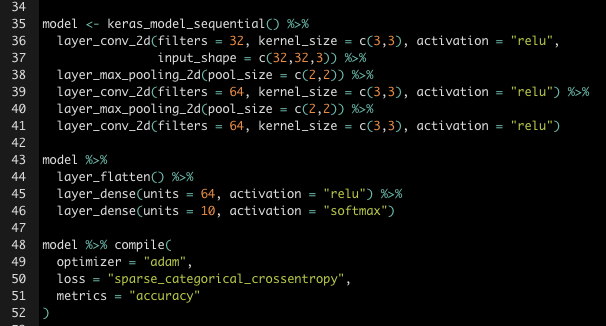 34
35 model <- keras_model_sequential() %>%
36   layer_conv_2d(filters = 32, kernel_size = c(3,3), activation = "relu",
37                 input_shape = c(32,32,3)) %>%
38   layer_max_pooling_2d(pool_size = c(2,2)) %>%
39   layer_conv_2d(filters = 64, kernel_size = c(3,3), activation = "relu") %>%
40   layer_max_pooling_2d(pool_size = c(2,2)) %>%
41   layer_conv_2d(filters = 64, kernel_size = c(3,3), activation = "relu")
42
43 model %>%
44   layer_flatten() %>%
45   layer_dense(units = 64, activation = "relu") %>%
46   layer_dense(units = 10, activation = "softmax")
47
48 model %>% compile(
49   optimizer = "adam",
50   loss = "sparse_categorical_crossentropy",
51   metrics = "accuracy"
52 )